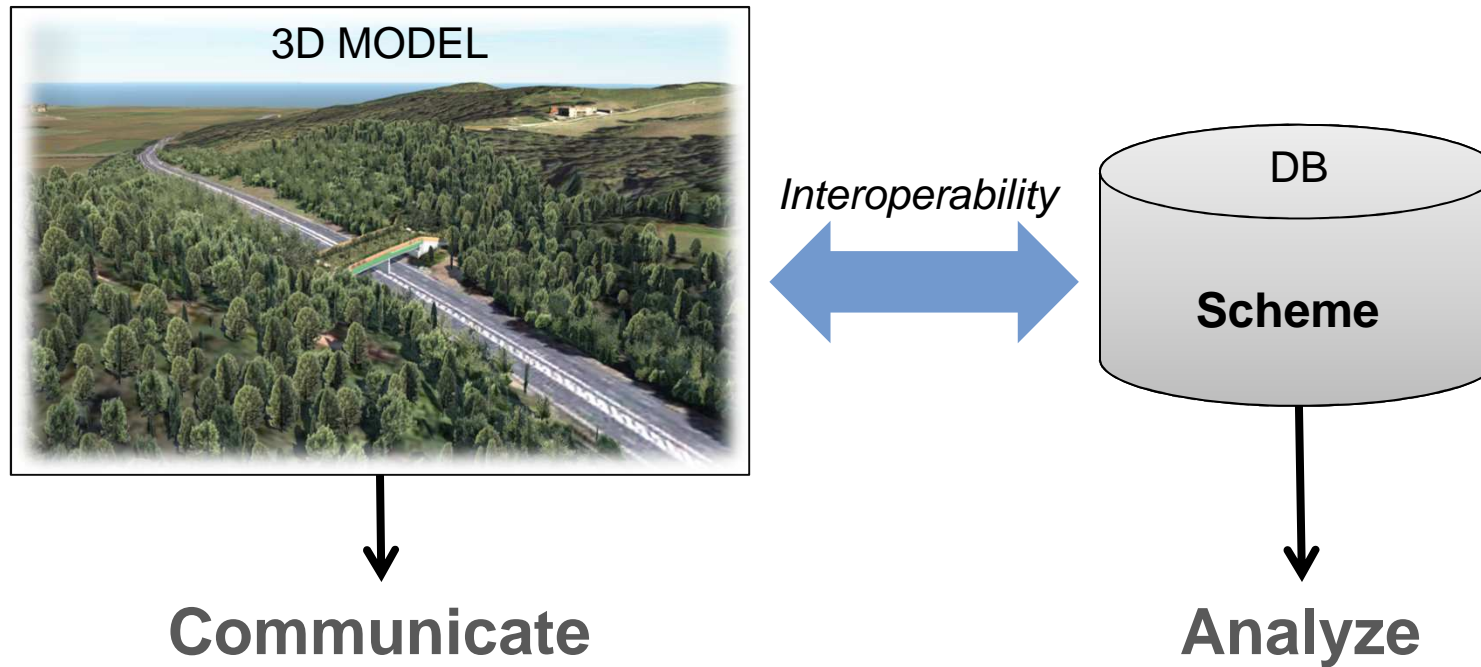 3D MODEL
Interoperability
DB
Scheme
Communicate
Analyze